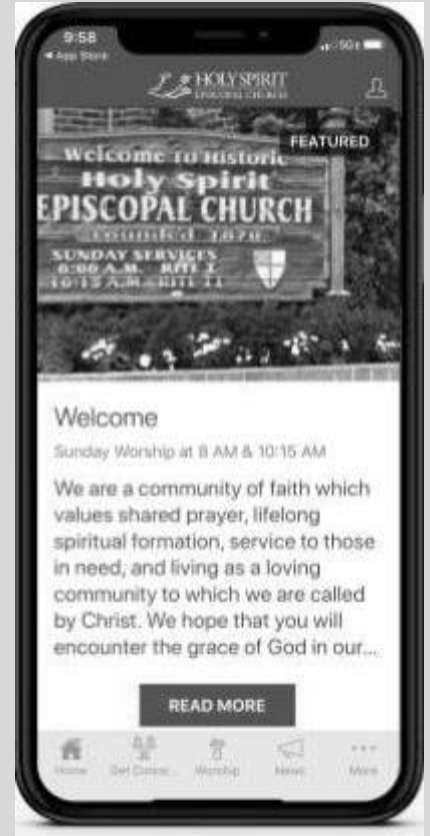 9:58
5GE
◄ App Store
HOLY SPIRIT
EPISCOPAL CHURCH
FEATURED
Welcome To Historic
Holy Spirit
EPISCOPAL CHURCH
Founded 1870
SUNDAY SERVICES
8:00 A.M. RITE I
10:15 A.M. RITE II
Welcome
Sunday Worship at 8 AM & 10:15 AM
We are a community of faith which
values shared prayer, lifelong
spiritual formation, service to those
in need, and living as a loving
community to which we are called
by Christ. We hope that you will
encounter the grace of God in our...
READ MORE
Home
Get Conne...
Worship
News
More